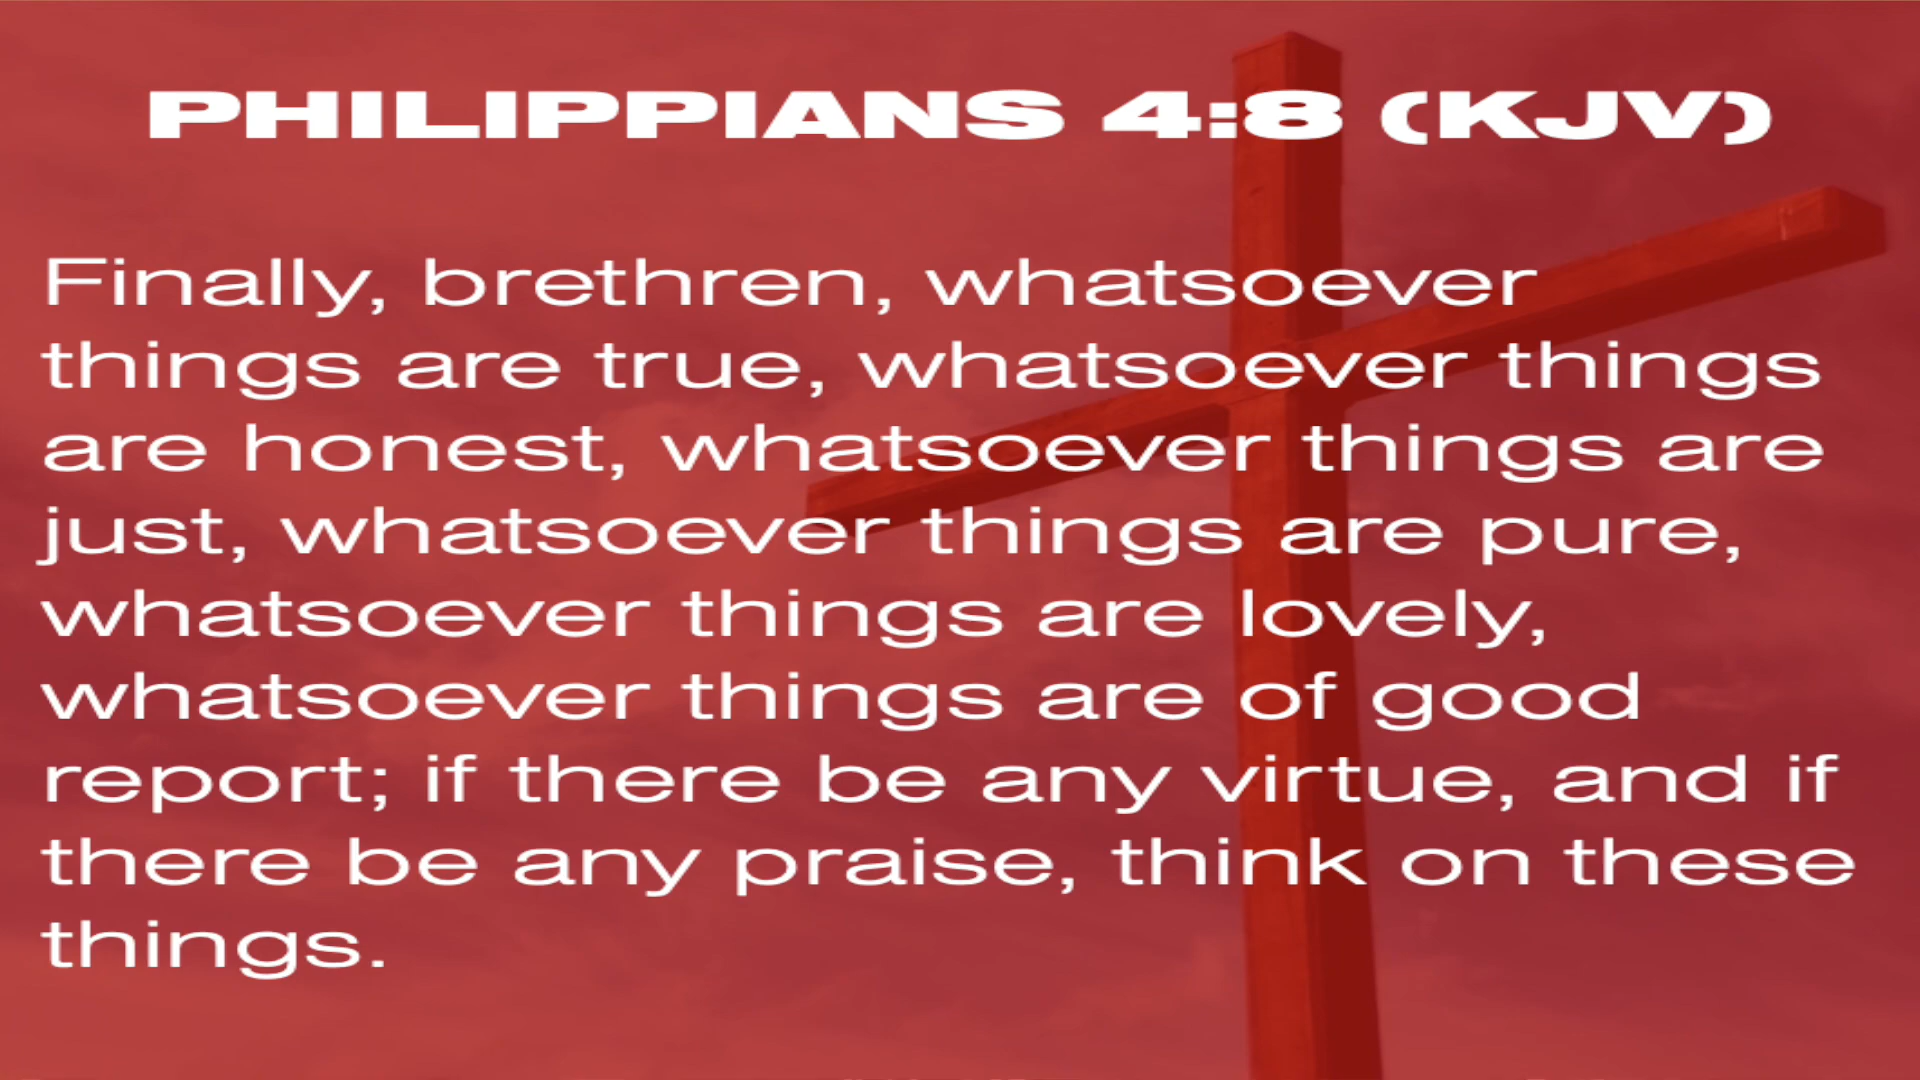 PHILIPPIANS 4:8 (KJV)
Finally, brethren, whatsoever
things are true, whatsoever things
are honest, whatsoever things are
just, whatsoever things are pure,
whatsoever things are lovely,
whatsoever things are of good
report; if there be any virtue, and if
there be any praise, think on these
things.